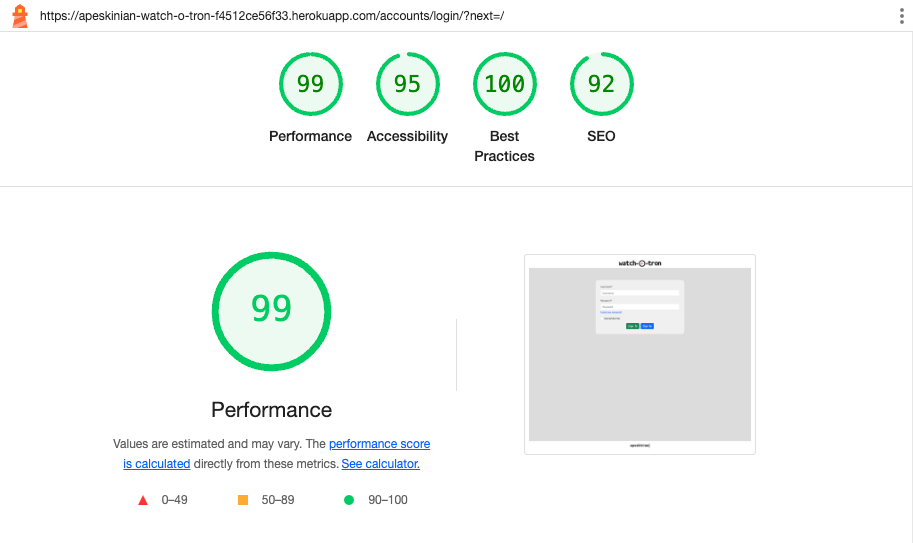 https://apeskinian-watch-o-tron-f4512ce56f33.herokuapp.com/accounts/login/?next=/
99
95
100
92
Performance
Accessibility
Best
Practices
SEO
99
Performance
Values are estimated and may vary. The performance score
is calculated directly from these metrics. See calculator.
0–49
50–89
90–100
watch-o-tron